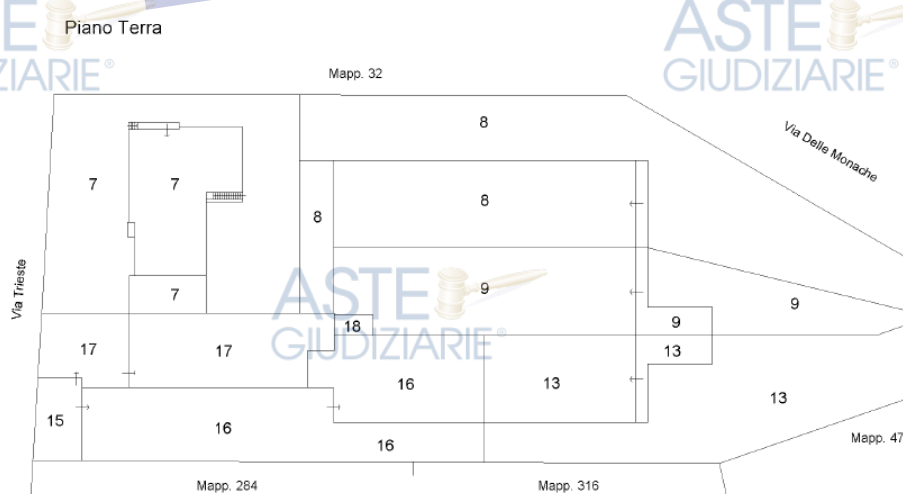 ASTE
GIUDIZIARIE®
Piano Terra
ASTE
GIUDIZIARIE®
Mapp. 32
Via Delle Monache
8
7
7
8
8
Via Trieste
ASTE
GIUDIZIARIE®
9
7
9
18
9
17
17
13
16
13
13
15
16
16
Mapp. 47
Mapp. 284
Mapp. 316